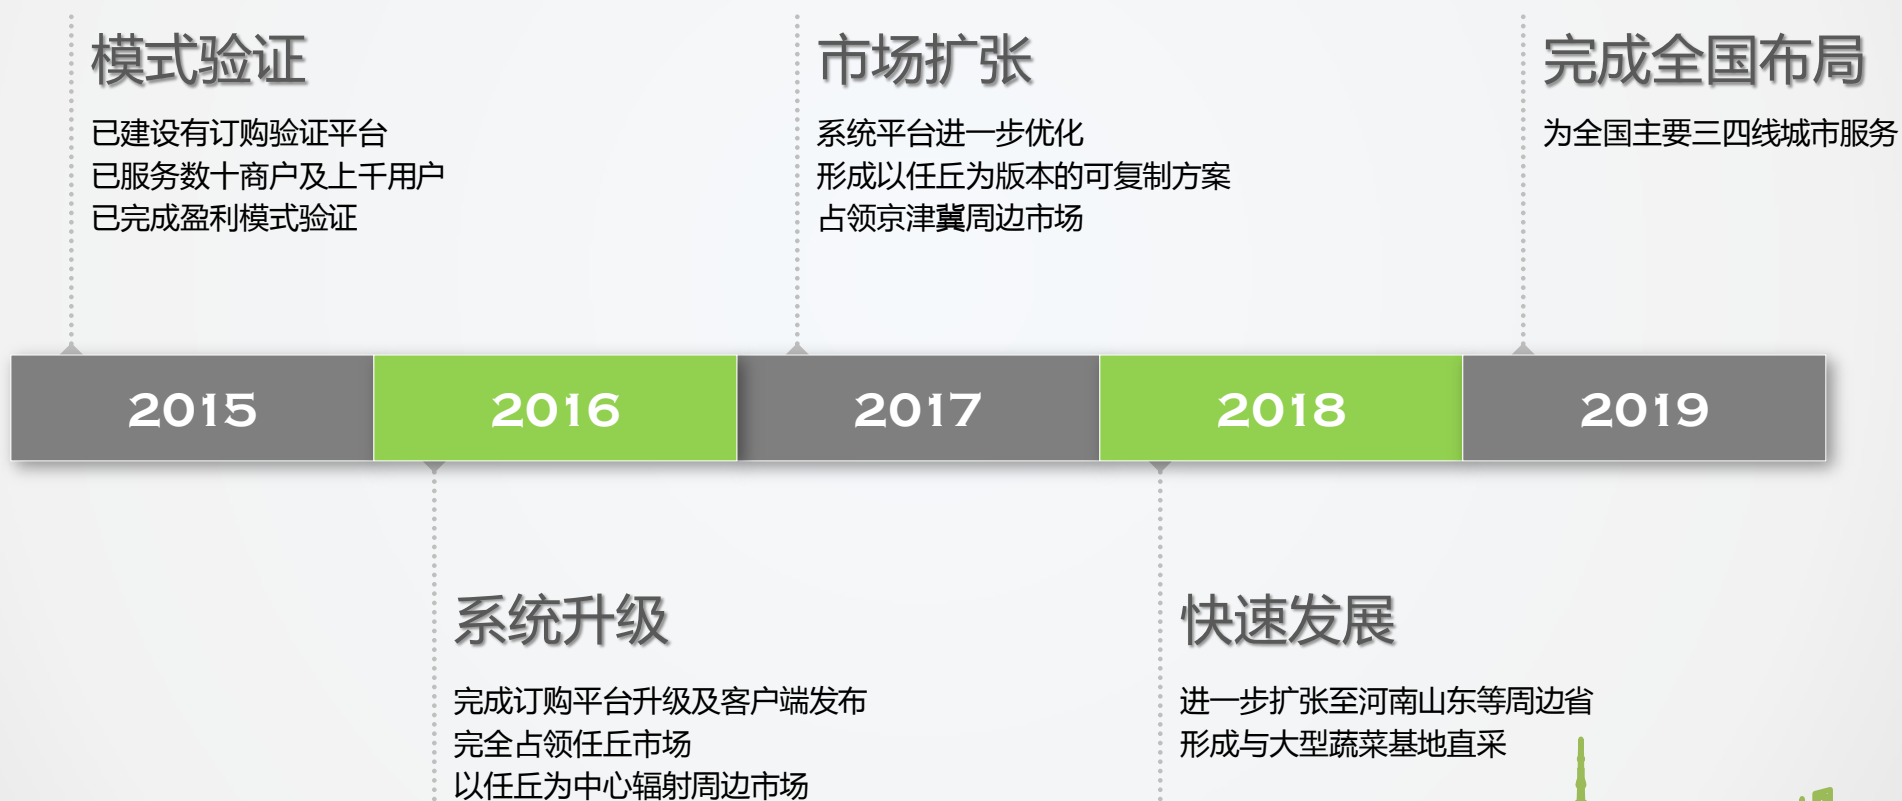 模式验证
已建设有订购验证平台
已服务数十商户及上千用户
已完成盈利模式验证
市场扩张
系统平台进一步优化
形成以任丘为版本的可复制方案
占领京津冀周边市场
完成全国布局
为全国主要三四线城市服务
2015
2016
2017
2018
2019
系统升级
完成订购平台升级及客户端发布
完全占领任丘市场
以任丘为中心辐射周边市场
快速发展
进一步扩张至河南山东等周边省
形成与大型蔬菜基地直采